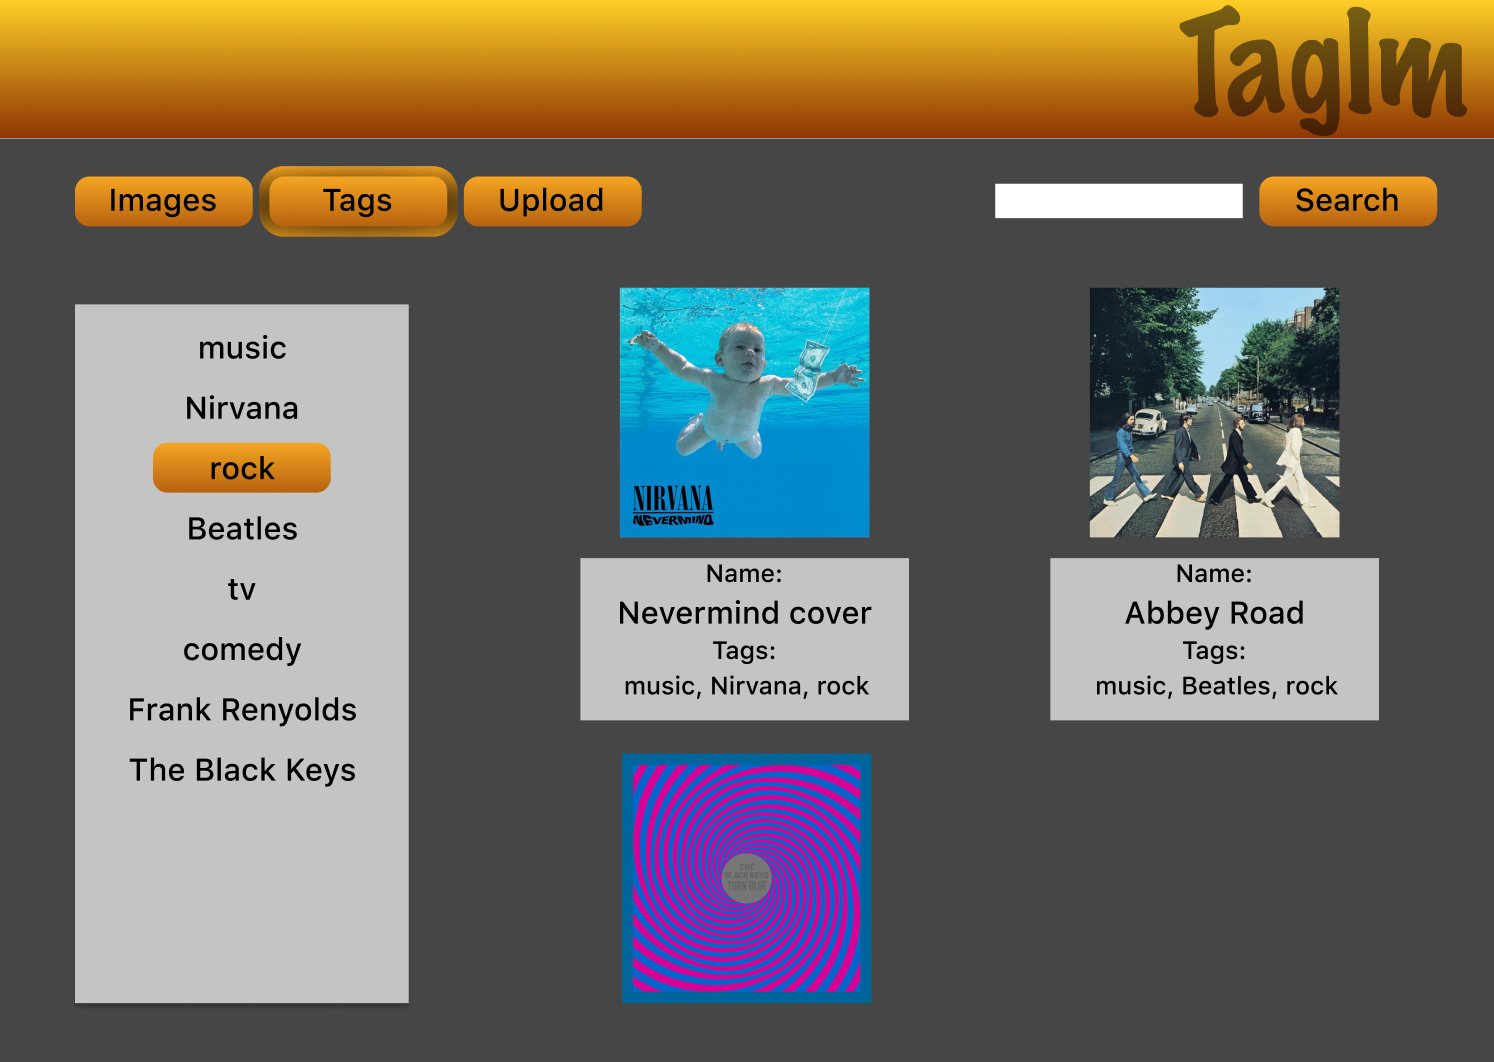 TagIm
Images
Tags
Upload
Search
music
Nirvana
rock
Beatles
tv
comedy
Frank Renyolds
The Black Keys
NIRVANA
NEVERMIND
Name:
Nevermind cover
Tags:
music, Nirvana, rock
Name:
Abbey Road
Tags:
music, Beatles, rock
THE
BLACK KEYS
TURN BLUE